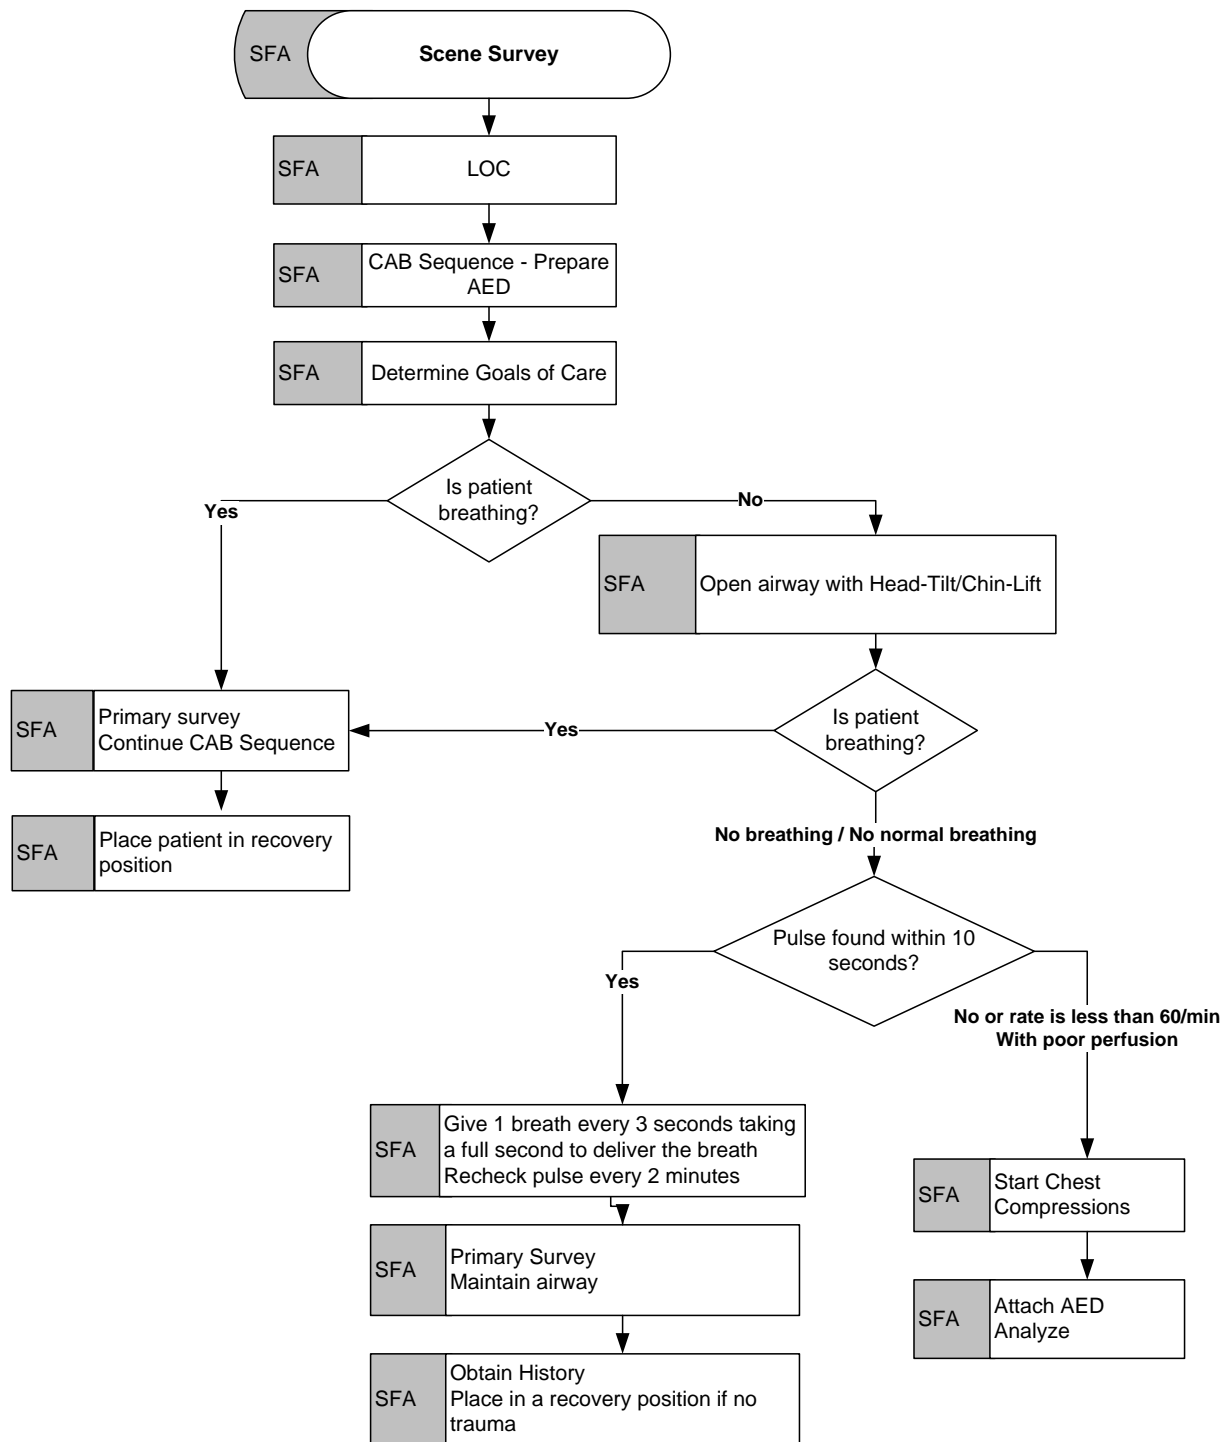 SFA
Scene Survey
SFA
LOC
SFA
CAB Sequence - Prepare
AED
SFA
Determine Goals of Care
Is patient
breathing?
Yes
No
SFA
Open airway with Head-Tilt/Chin-Lift
SFA
Primary survey
Continue CAB Sequence
Yes
Is patient
breathing?
SFA
Place patient in recovery
position
No breathing / No normal breathing
Pulse found within 10
seconds?
Yes
No or rate is less than 60/min
With poor perfusion
SFA
Give 1 breath every 3 seconds taking
a full second to deliver the breath
Recheck pulse every 2 minutes
SFA
Start Chest
Compressions
SFA
Primary Survey
Maintain airway
SFA
Attach AED
Analyze
SFA
Obtain History
Place in a recovery position if no
trauma